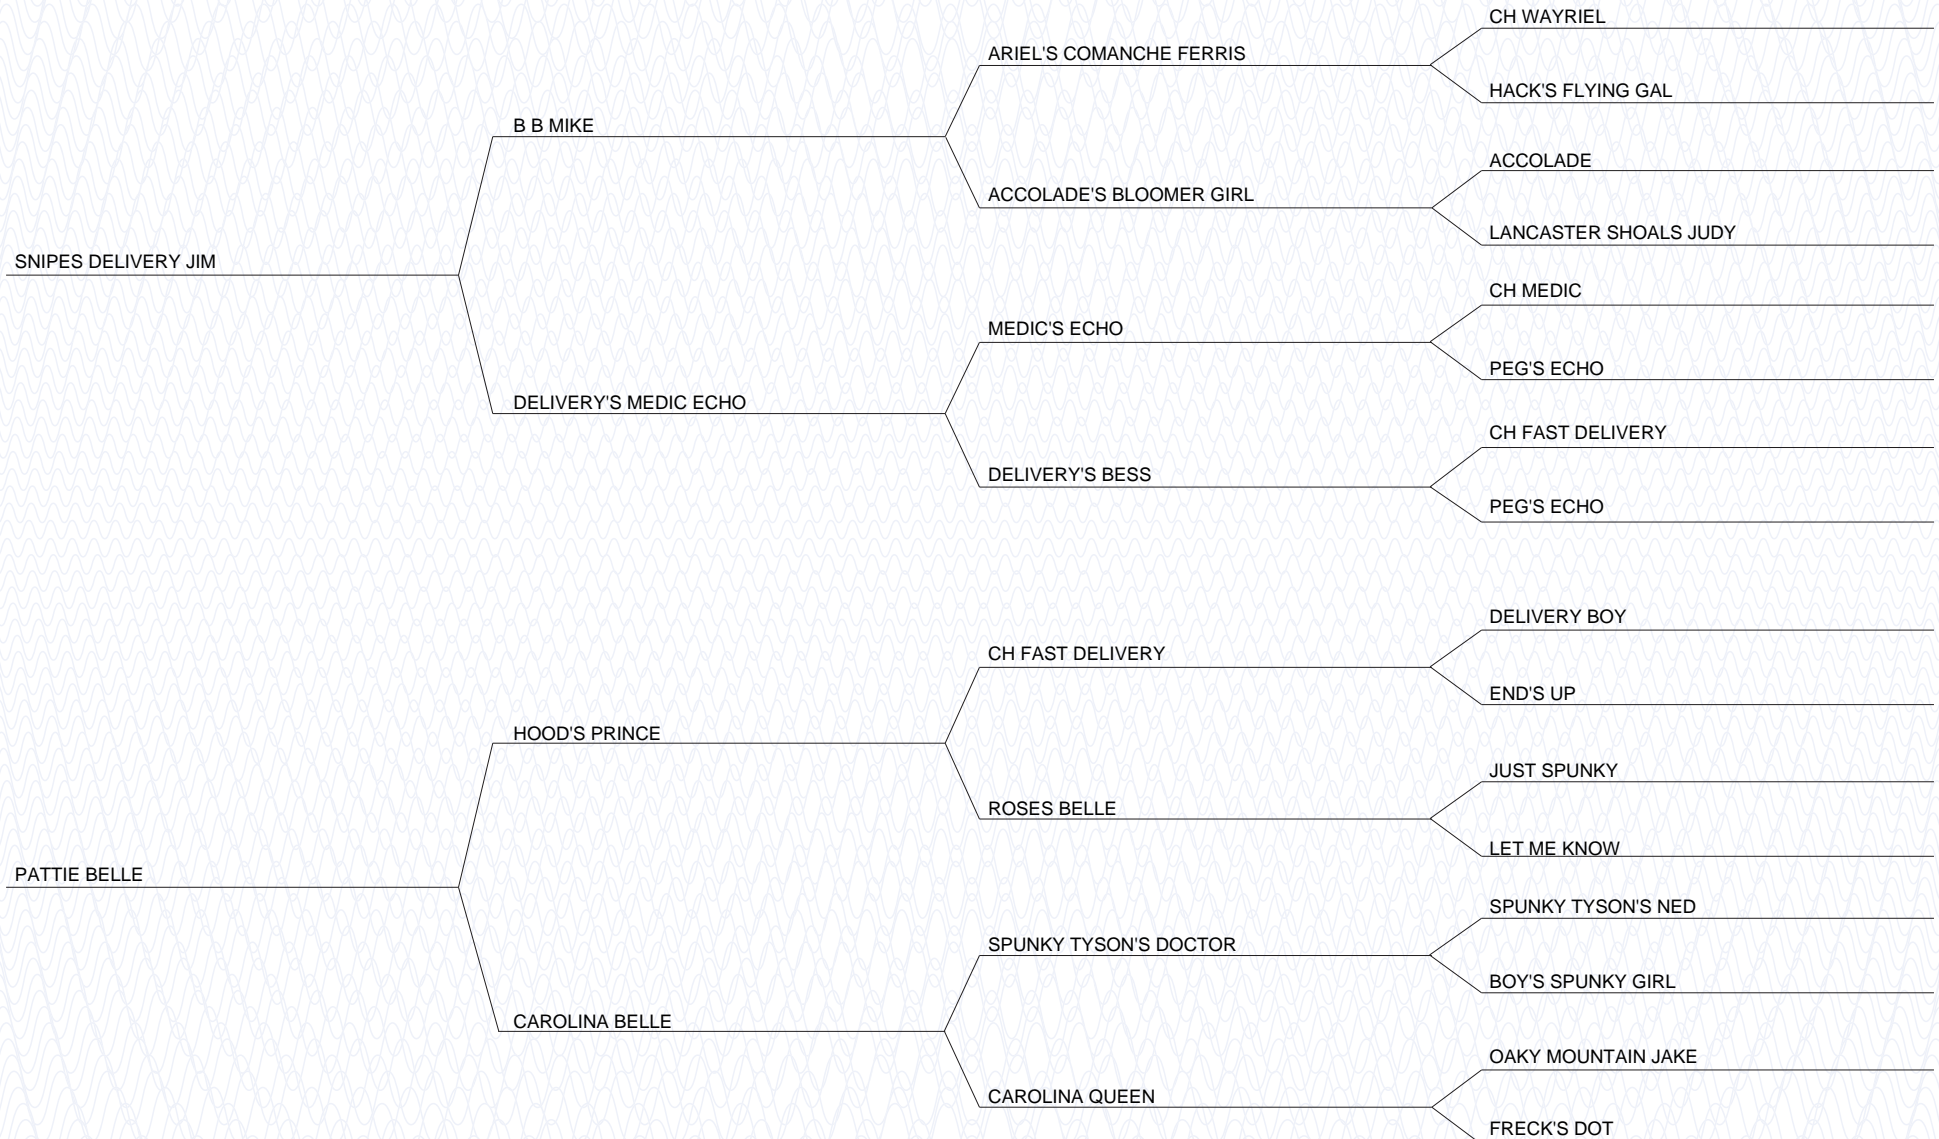 CH WAYRIEL
ARIEL'S COMANCHE FERRIS
HACK'S FLYING GAL
B B MIKE
ACCOLADE
ACCOLADE'S BLOOMER GIRL
LANCASTER SHOALS JUDY
SNIPES DELIVERY JIM
CH MEDIC
MEDIC'S ECHO
PEG'S ECHO
DELIVERY'S MEDIC ECHO
CH FAST DELIVERY
DELIVERY'S BESS
PEG'S ECHO
DELIVERY BOY
CH FAST DELIVERY
END'S UP
HOOD'S PRINCE
JUST SPUNKY
ROSES BELLE
LET ME KNOW
PATTIE BELLE
SPUNKY TYSON'S NED
SPUNKY TYSON'S DOCTOR
BOY'S SPUNKY GIRL
CAROLINA BELLE
OAKY MOUNTAIN JAKE
CAROLINA QUEEN
FRECK'S DOT